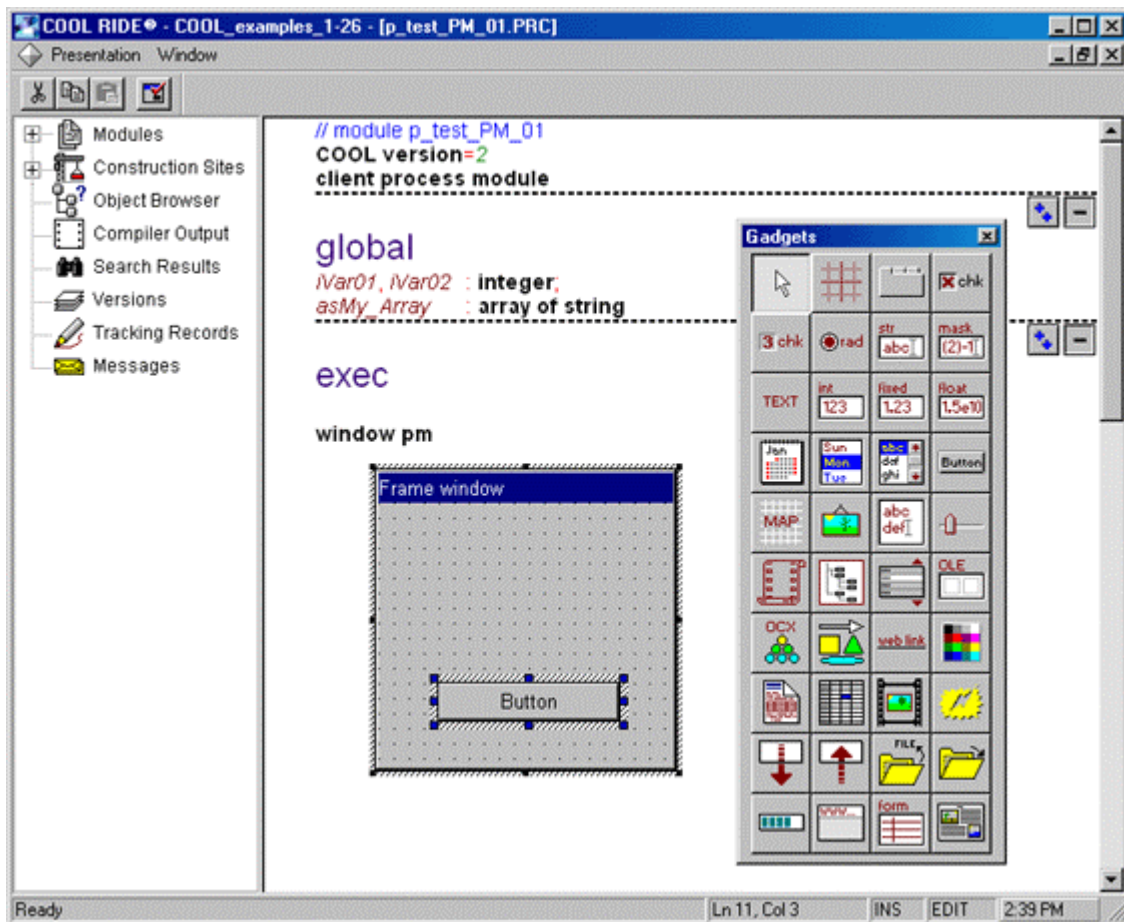 COOL RIDE® - COOL_examples_1-26 - [p_test_PM_01.PRC]
Presentation Window
Modules
Construction Sites
Object Browser
Compiler Output
Search Results
Versions
Tracking Records
Messages
// module p_test_PM_01
COOL version=2
client process module
global
iVar01, iVar02 : integer;
asMy_Array : array of string
exec
window pm
Frame window
Button
Gadgets
chk
3 chk rad str abc mask (2)-1
TEXT int 123 fixed 1.23 float 1.5e10
Jan Sun Mon Tue abc def ghi Button
MAP abc def
OLE
OCX web link
FILE
www... form
Ready Ln 11, Col 3 INS EDIT 2:39 PM